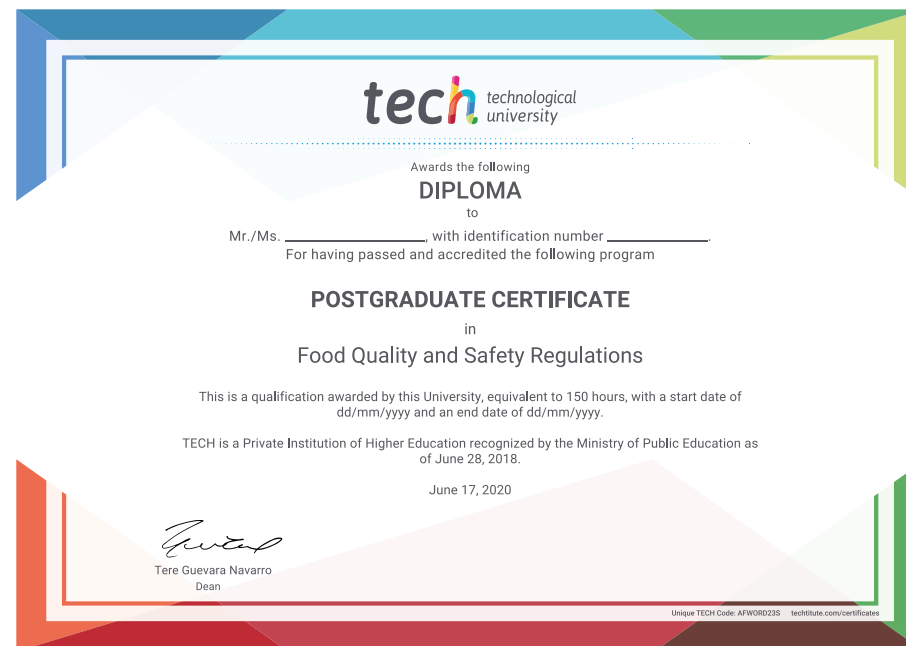 tech technological
university
Awards the following
DIPLOMA
to
Mr./Ms. ____________, with identification number ____________.
For having passed and accredited the following program
POSTGRADUATE CERTIFICATE
in
Food Quality and Safety Regulations
This is a qualification awarded by this University, equivalent to 150 hours, with a start date of
dd/mm/yyyy and an end date of dd/mm/yyyy.
TECH is a Private Institution of Higher Education recognized by the Ministry of Public Education as
of June 28, 2018.
June 17, 2020
Tere Guevara Navarro
Dean
Unique TECH Code: AFWORD23S techtitute.com/certificates